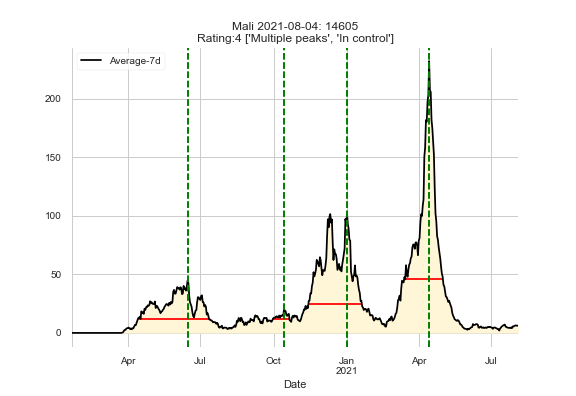 Mali 2021-08-04: 14605
Rating:4 ['Multiple peaks', 'In control']
Average-7d
200
150
100
50
0
Apr Jul Oct Jan Apr Jul
2021
Date